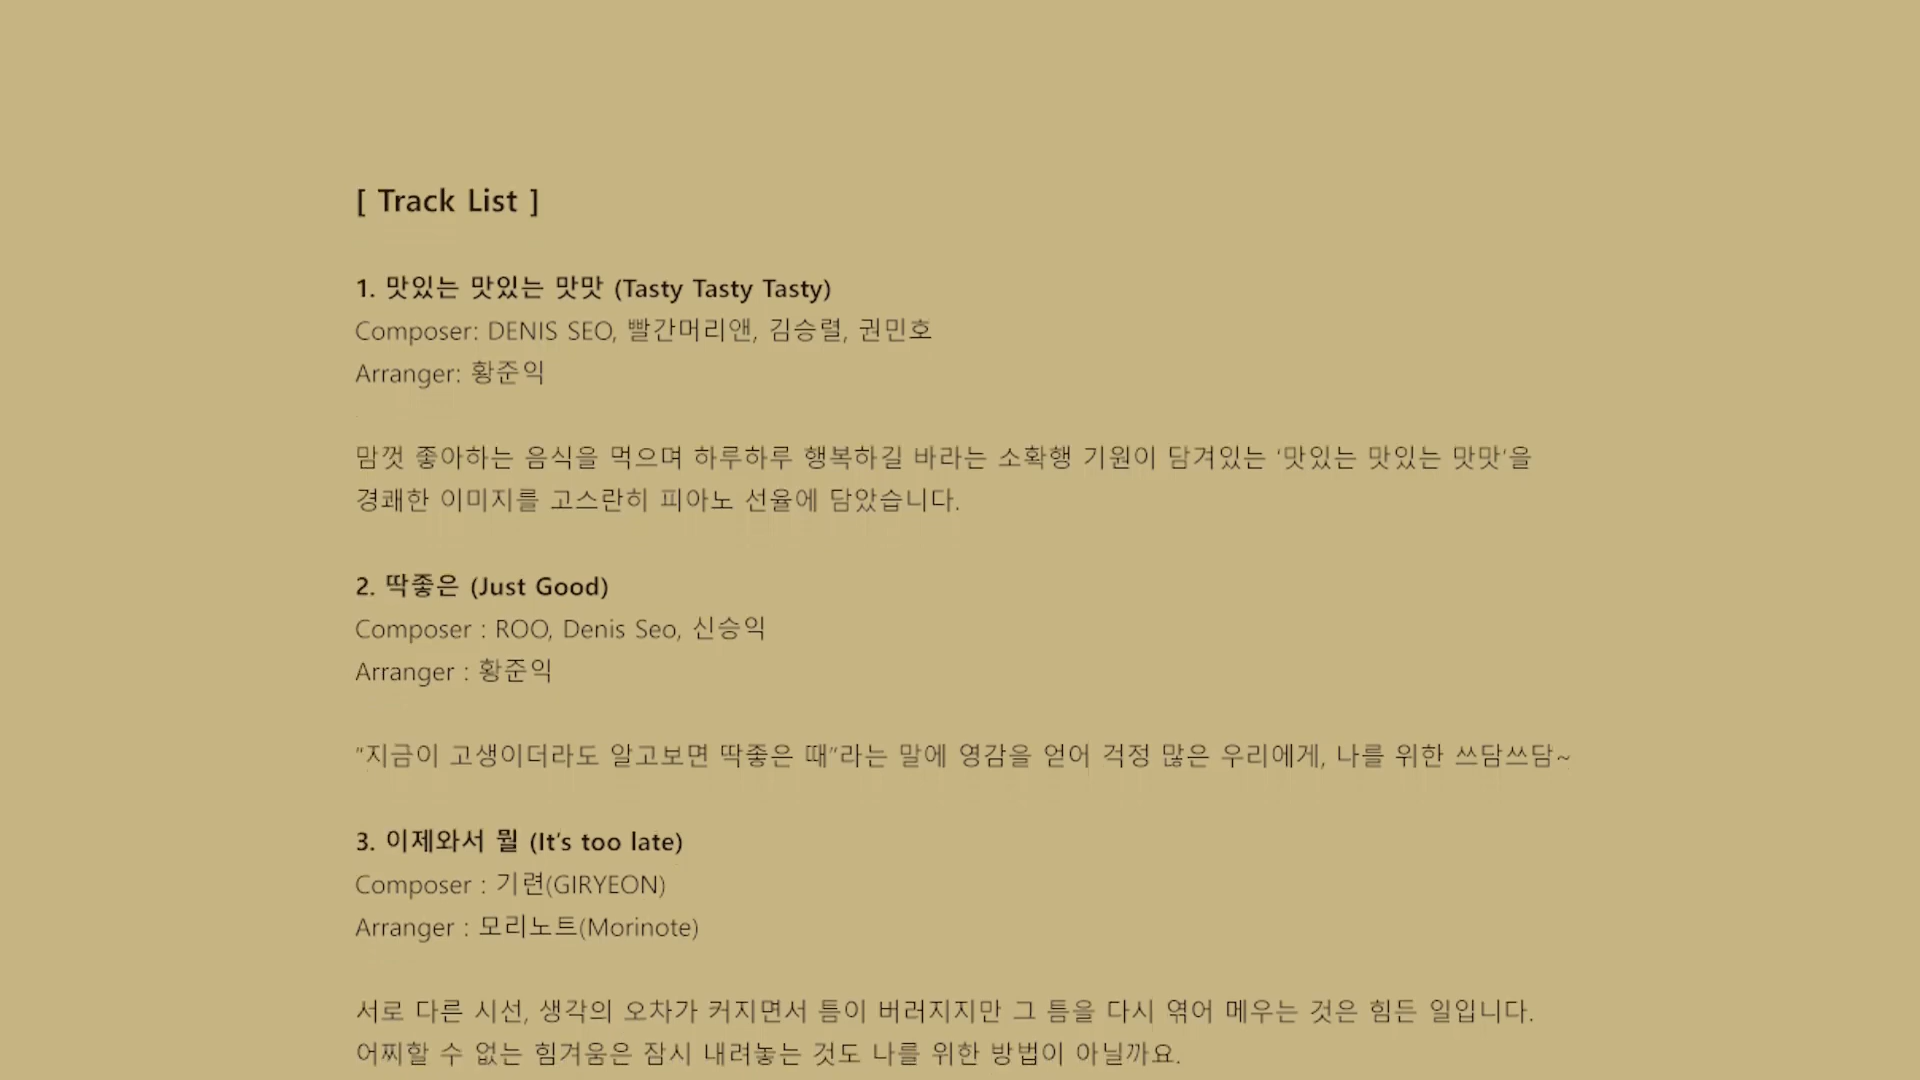 [ Track List ]
1. 맛있는 맛있는 맛맛 (Tasty Tasty Tasty)
Composer: DENIS SEO, 빨간머리앤, 김승렬, 권민호
Arranger: 황준익
맘껏 좋아하는 음식을 먹으며 하루하루 행복하길 바라는 소확행 기원이 담겨있는 '맛있는 맛있는 맛맛'을
경쾌한 이미지를 고스란히 피아노 선율에 담았습니다.
2. 딱좋은 (Just Good)
Composer : ROO, Denis Seo, 신승익
Arranger : 황준익
"지금이 고생이더라도 알고보면 딱좋은 때"라는 말에 영감을 얻어 걱정 많은 우리에게, 나를 위한 쓰담쓰담~
3. 이제와서 뭘 (It's too late)
Composer : 기련(GIRYEON)
Arranger : 모리노트(Morinote)
서로 다른 시선, 생각의 오차가 커지면서 틈이 버러지지만 그 틈을 다시 엮어 메우는 것은 힘든 일입니다.
어찌할 수 없는 힘겨움은 잠시 내려놓는 것도 나를 위한 방법이 아닐까요.